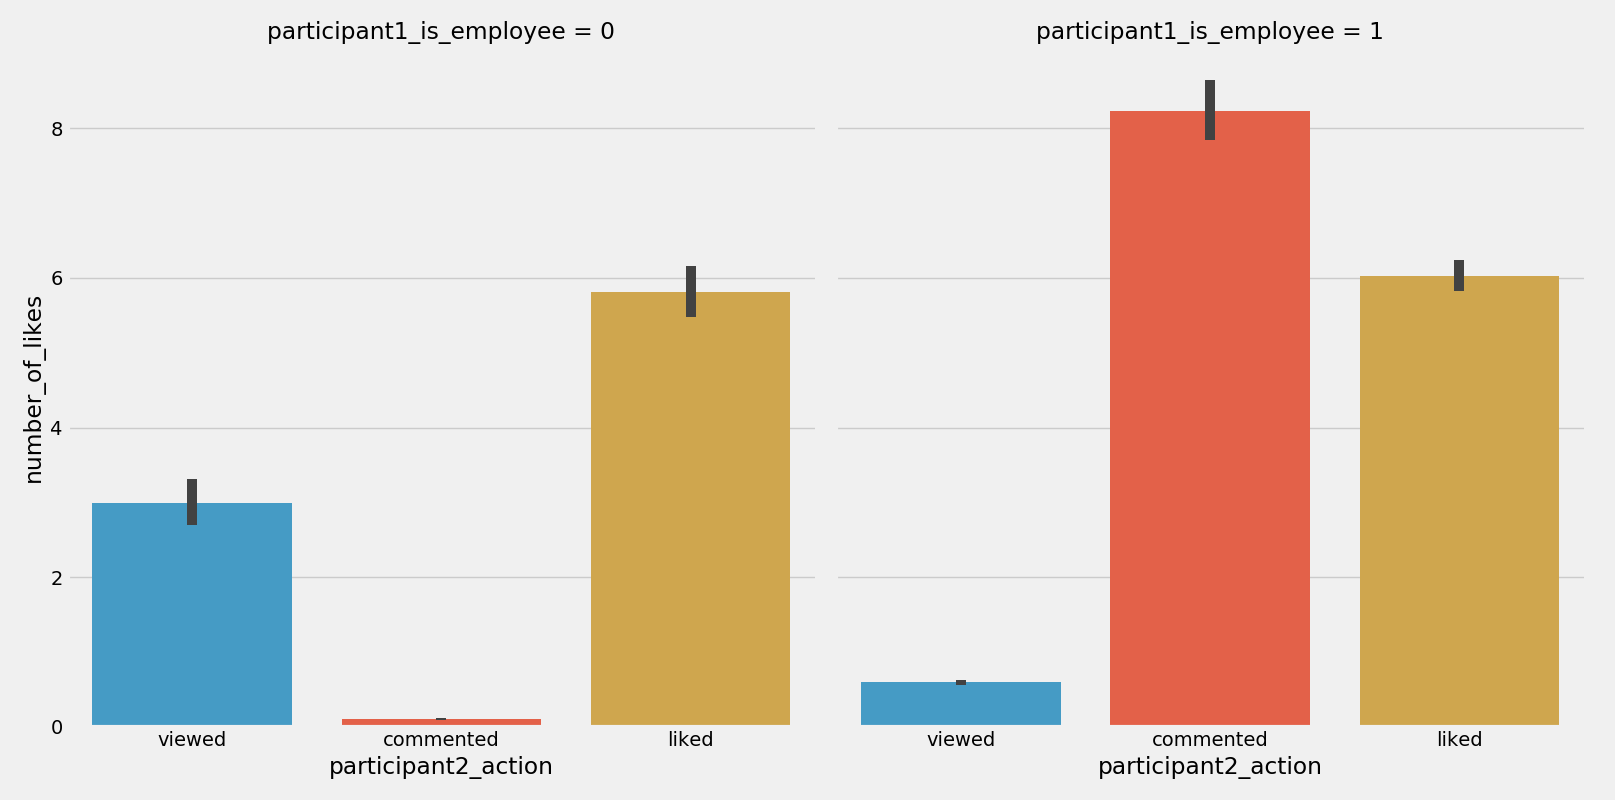 participant1_is_employee = 0
participant1_is_employee = 1
number_of_likes
8
6
4
2
0
viewed
commented
liked
viewed
commented
liked
participant2_action
participant2_action